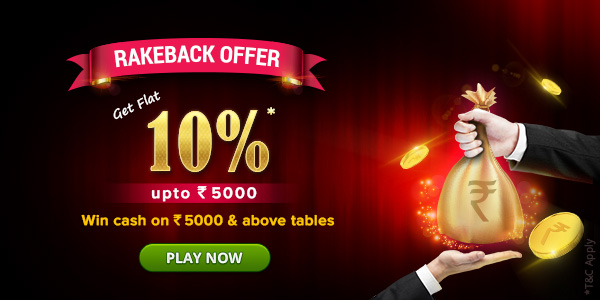 RAKEBACK OFFER
Get Flat
10%*
upto ₹ 5000
Win cash on ₹ 5000 & above tables
PLAY NOW
₹
*T&C Apply